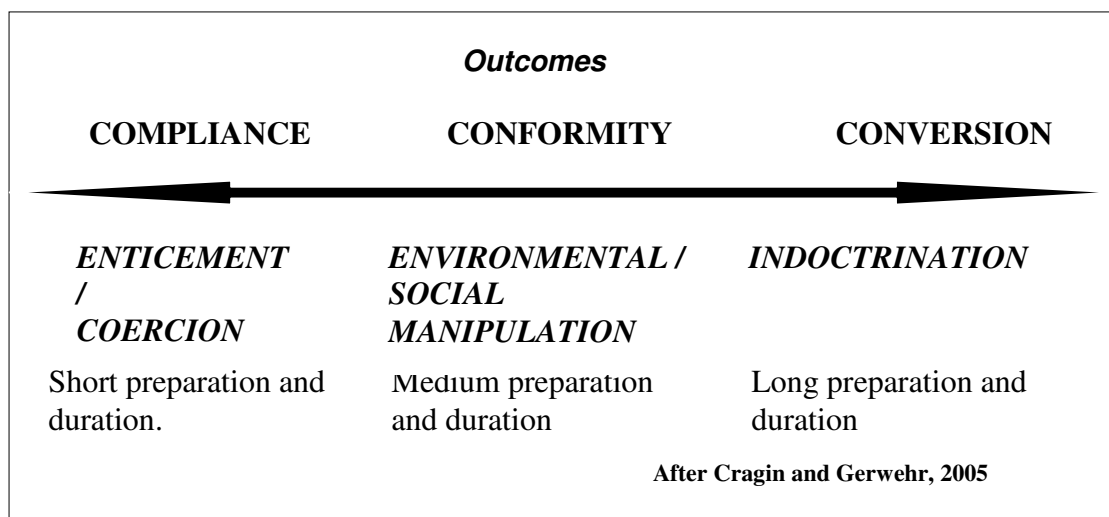 Outcomes
COMPLIANCE CONFORMITY CONVERSION
ENTICEMENT
/
COERCION
ENVIRONMENTAL /
SOCIAL
MANIPULATION
INDOCTRINATION
Short preparation and
duration.
Medium preparation
and duration
Long preparation and
duration
After Cragin and Gerwehr, 2005